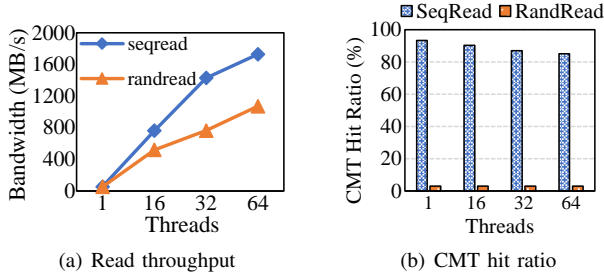 2000
1600
1200
800
400
0
Bandwidth (MB/s)
seqread
randread
1 16 32 64
Threads
(a) Read throughput
SeqRead RandRead
100
80
60
40
20
0
CMT Hit Ratio (%)
1 16 32 64
Threads
(b) CMT hit ratio